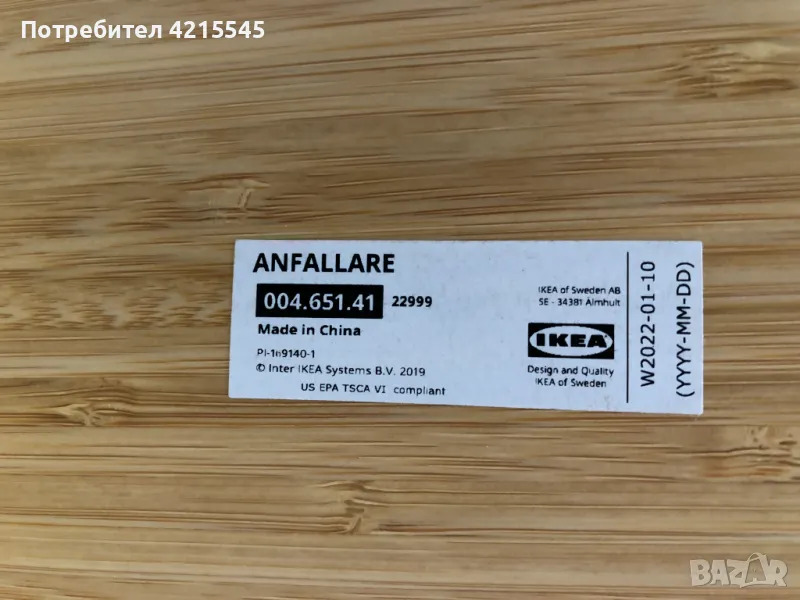 Потребител 4215545
ANFALLARE
004.651.41 22999
Made in China
PI-1h9140-1
© Inter IKEA Systems B.V. 2019
US EPA TSCA VI compliant
IKEA of Sweden AB
SE - 34381 Älmhult
IKEA
Design and Quality
IKEA of Sweden
W2022-01-10
(YYYY-MM-DD)
BAZAR